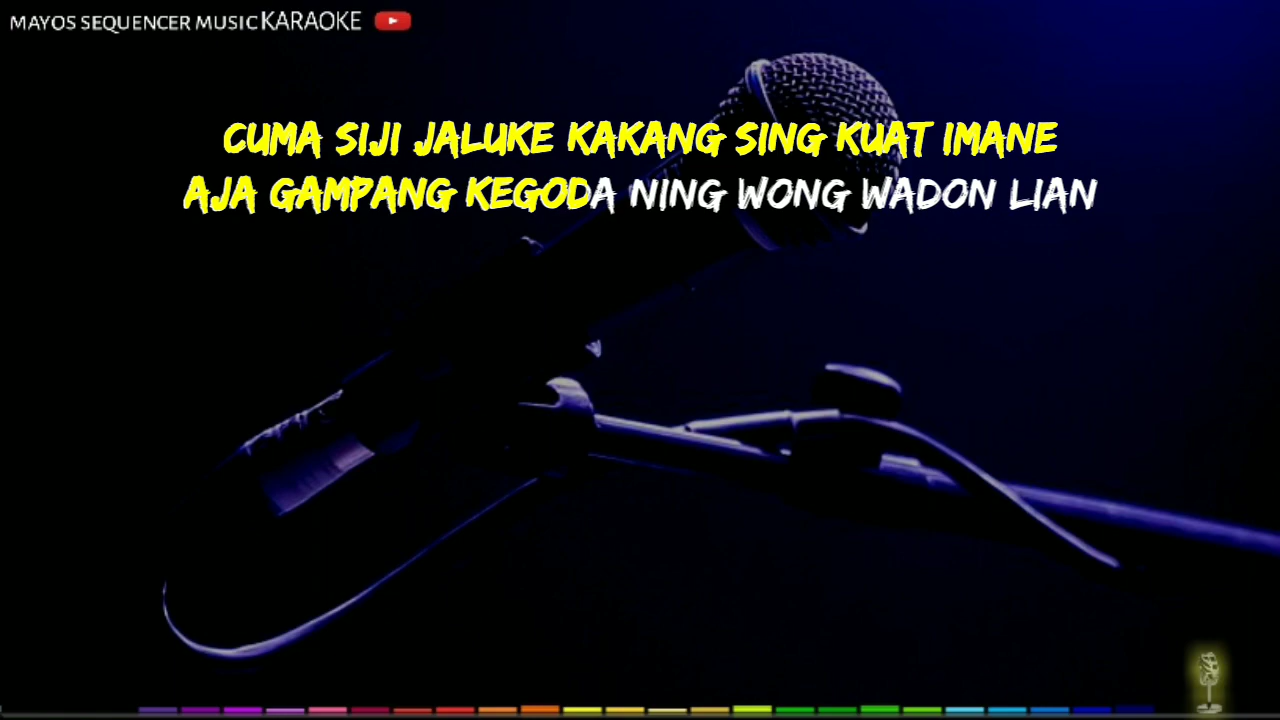 MAYOS SEQUENCER MUSIC KARAOKE
CUMA SIJI JALUKE KAKANG SING KUAT IMANE
AJA GAMPANG KEGODA NING WONG WADON LIAN